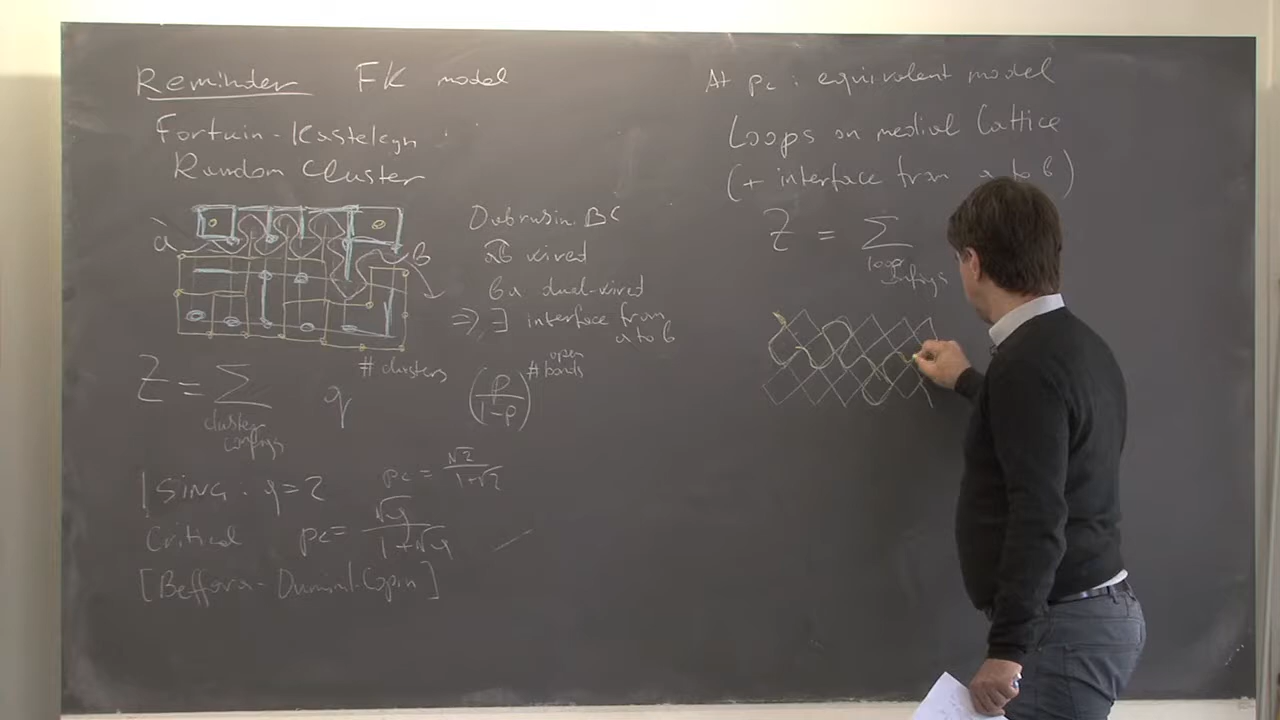 Reminder FK model
Fortuin-Kasteleyn
Random Cluster
a
b
Dobrushin BC
ab wired
ba dual-wired
⇒ ∃ interface from
a to b
Z = Σ q # clusters (p/1-p) # open bonds
cluster
configs
ISING: q=2 pc = √2/1+√2
Critical pc = √q/1+√q
[Beffara-Duminil-Copin]
At pc: equivalent model
Loops on medial lattice
(+ interface from a to b)
Z = Σ
loop
configs